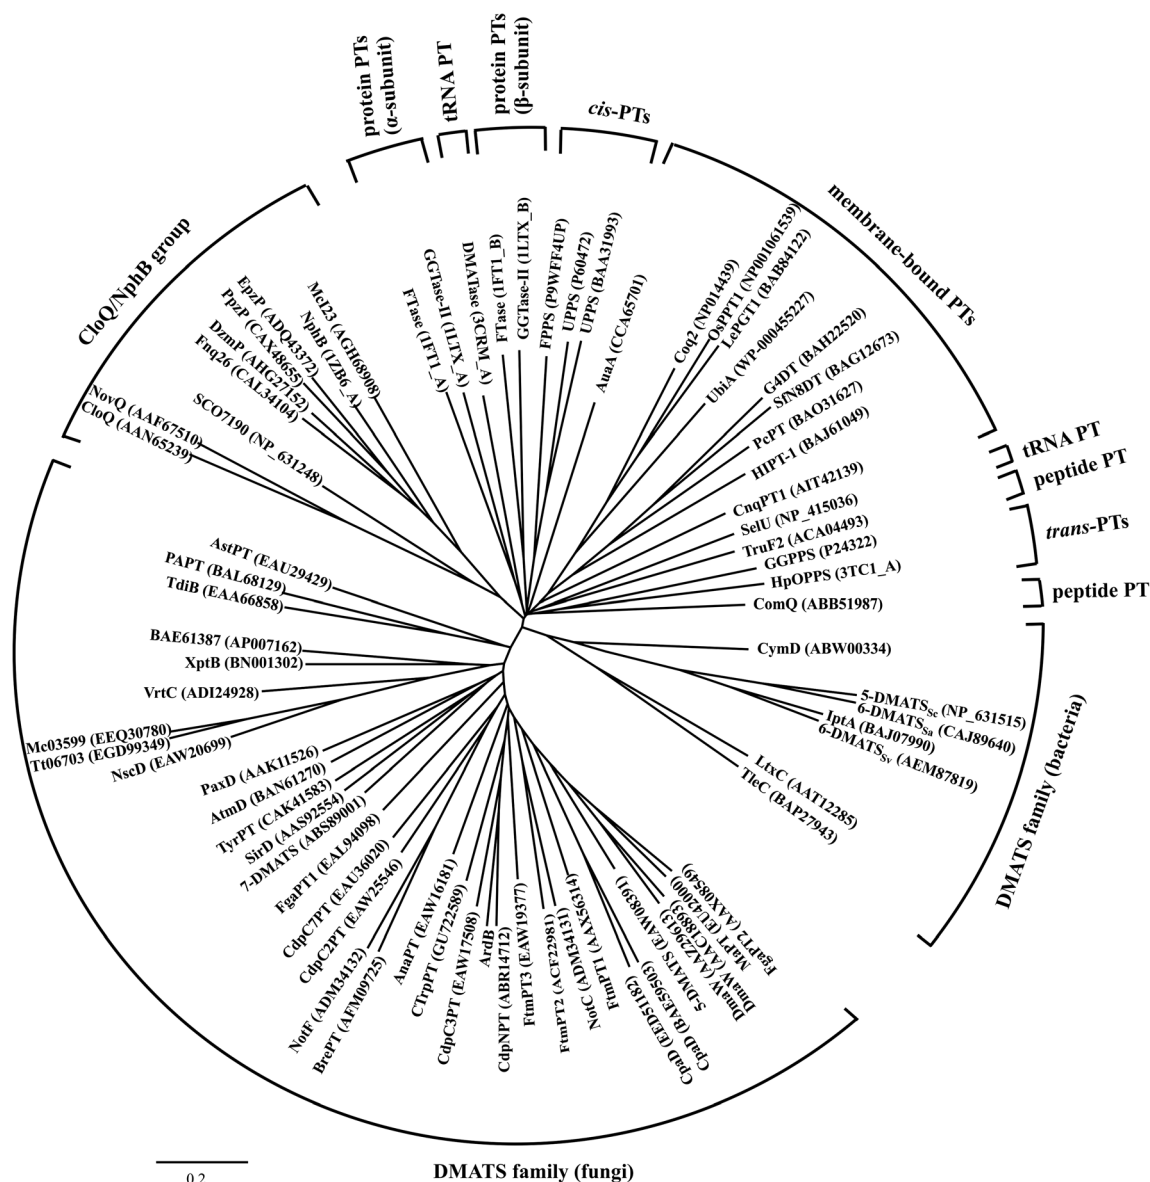 protein PTs
(α-subunit)
tRNA PT
protein PTs
(β-subunit)
cis-PTs
membrane-bound PTs
tRNA PT
peptide PT
trans-PTs
peptide PT
DMATS family (bacteria)
DMATS family (fungi)
CloQ/NphB group
NovQ (AAF67510)
CloQ (AAN65239)
SCO7190 (NP_631248)
Fnq26 (CAL34104)
DzmP (AHG27152)
PpzP (CAX48655)
EpzP (ADQ43372)
NphB (1ZB6_A)
Mcl23 (AGH68908)
FTase (1FT1_A)
GGTase-II (1LTX_A)
DMATase (3CRM_A)
FTase (1FT1_B)
GGTase-II (1LTX_B)
FPPS (P9WFF4UP)
UPPS (P60472)
UPPS (BAA31993)
AuaA (CCA65701)
Coq2 (NP014439)
OsPPT1 (NP001061539)
LePGT1 (BAB84122)
UbiA (WP-000455227)
G4DT (BAH22520)
SfN8DT (BAG12673)
PcPT (BAO31627)
HIPT-1 (BAJ61049)
CnqPT1 (AIT42139)
SelU (NP_415036)
TruF2 (ACA04493)
GGPPS (P24322)
HpOPPS (3TC1_A)
ComQ (ABB51987)
CymD (ABW00334)
5-DMATSSc (NP_631515)
6-DMATSSa (CAJ89640)
IptA (BAJ07990)
6-DMATSSv (AEM87819)
LtxC (AAT12285)
TleC (BAP27943)
FgaPT2 (AAX08549)
MaPT (EU42000)
DmaW (AAC18893)
DmaW (AAZ29613)
5-DMATS (EAW08391)
CpaD (BAE59503)
CpaD (EED51182)
FtmPT1 (AAX56314)
NotC (ADM34131)
FtmPT2 (ACF22981)
FtmPT3 (EAW19377)
CdpNPT (ABR14712)
ArdB
CdpC3PT (EAW17508)
CTrpPT (GU722589)
AnaPT (EAW16181)
BrePT (AFM09725)
NotF (ADM34132)
CdpC2PT (EAW25546)
CdpC7PT (EAU36020)
FgaPT1 (EAL94098)
7-DMATS (ABS89001)
SirD (AAS92554)
TyrPT (CAK41583)
AtmD (BAN61270)
PaxD (AAK11526)
NscD (EAW20699)
Tt06703 (EGD99349)
Mc03599 (EEQ30780)
VrtC (ADI24928)
XptB (BN001302)
BAE61387 (AP007162)
TdiB (EAA66858)
PAPT (BAL68129)
AstPT (EAU29429)
0.2